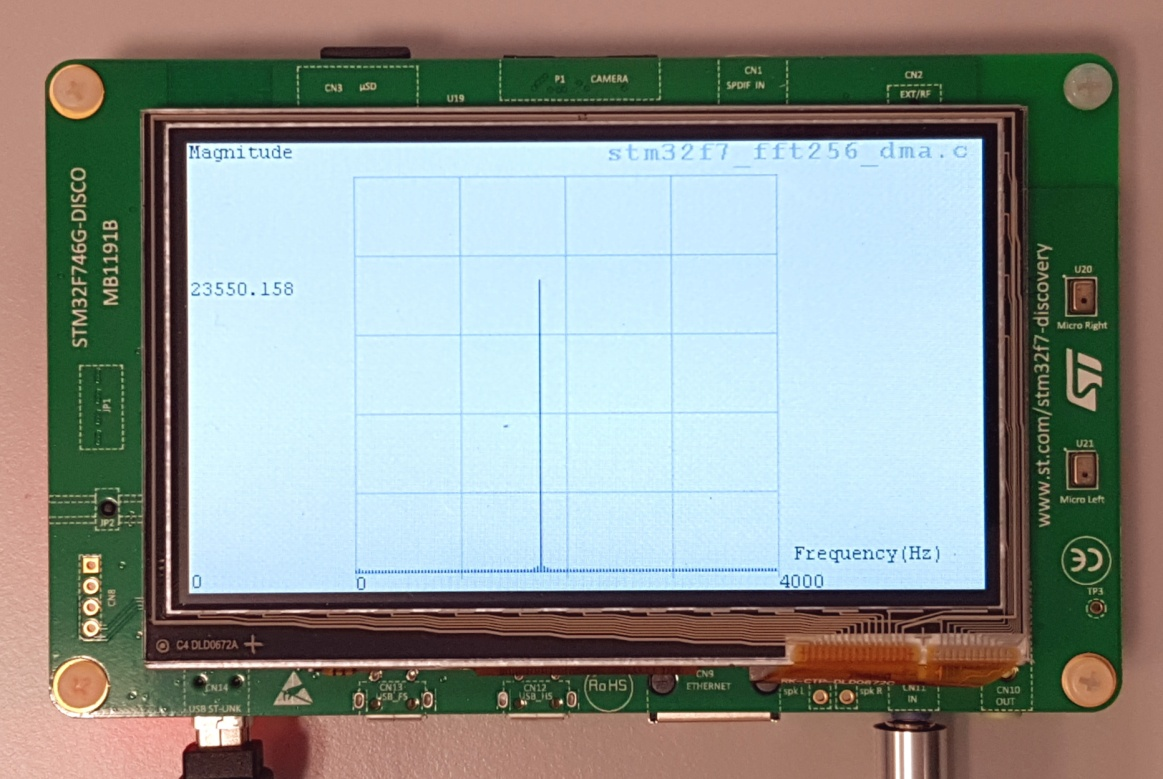 CN3 µSD
U19
P1 CAMERA
CN1
SPDIF IN
CN2
EXT/RF
STM32F746G-DISCO
MB1191B
Magnitude
stm32f7_fft256_dma.c
23550.158
Frequency(Hz)
0
0
4000
U20
Micro Right
ST
www.st.com/stm32f7-discovery
U21
Micro Left
CE
TP3
JP1
JP2
CN8
C4 DLD0672A
CN14
USB ST-LINK
CN13
USB_FS
CN12
USB_HS
RoHS
CN9
ETHERNET
spk L
spk R
CN11
IN
CN10
OUT